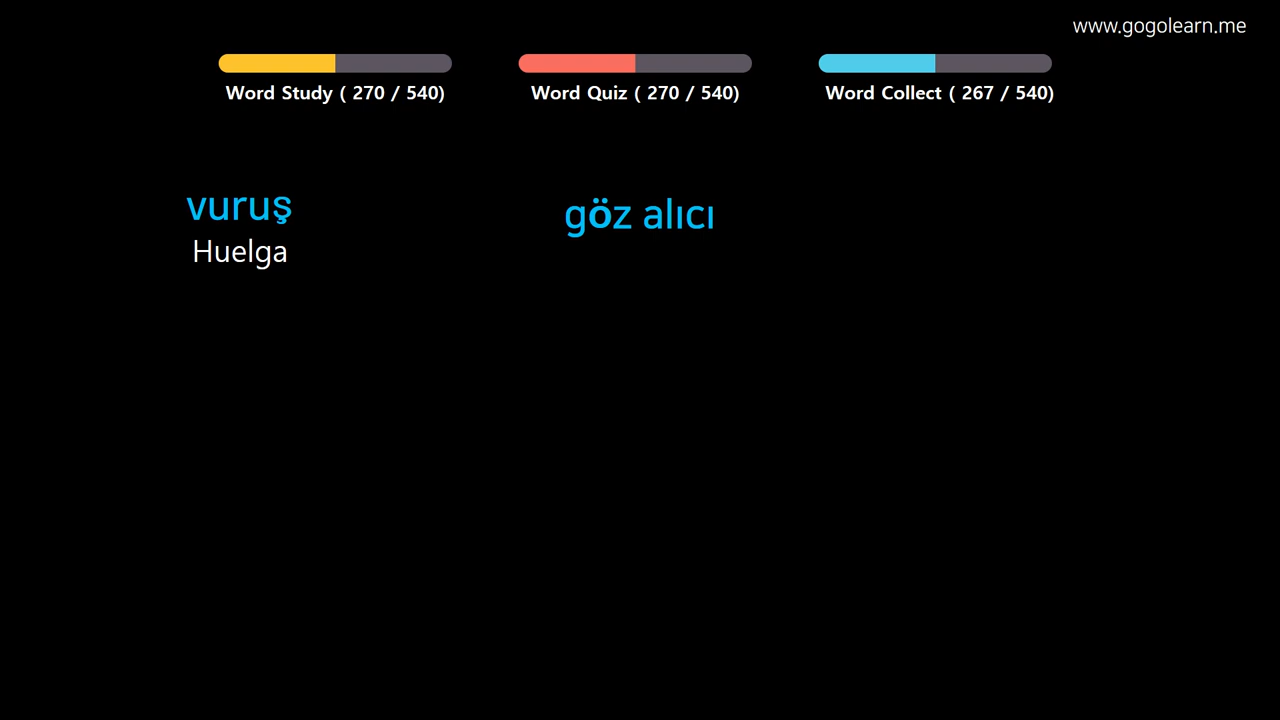 www.gogolearn.me
Word Study ( 270 / 540)
Word Quiz ( 270 / 540)
Word Collect ( 267 / 540)
vuruş
Huelga
göz alıcı